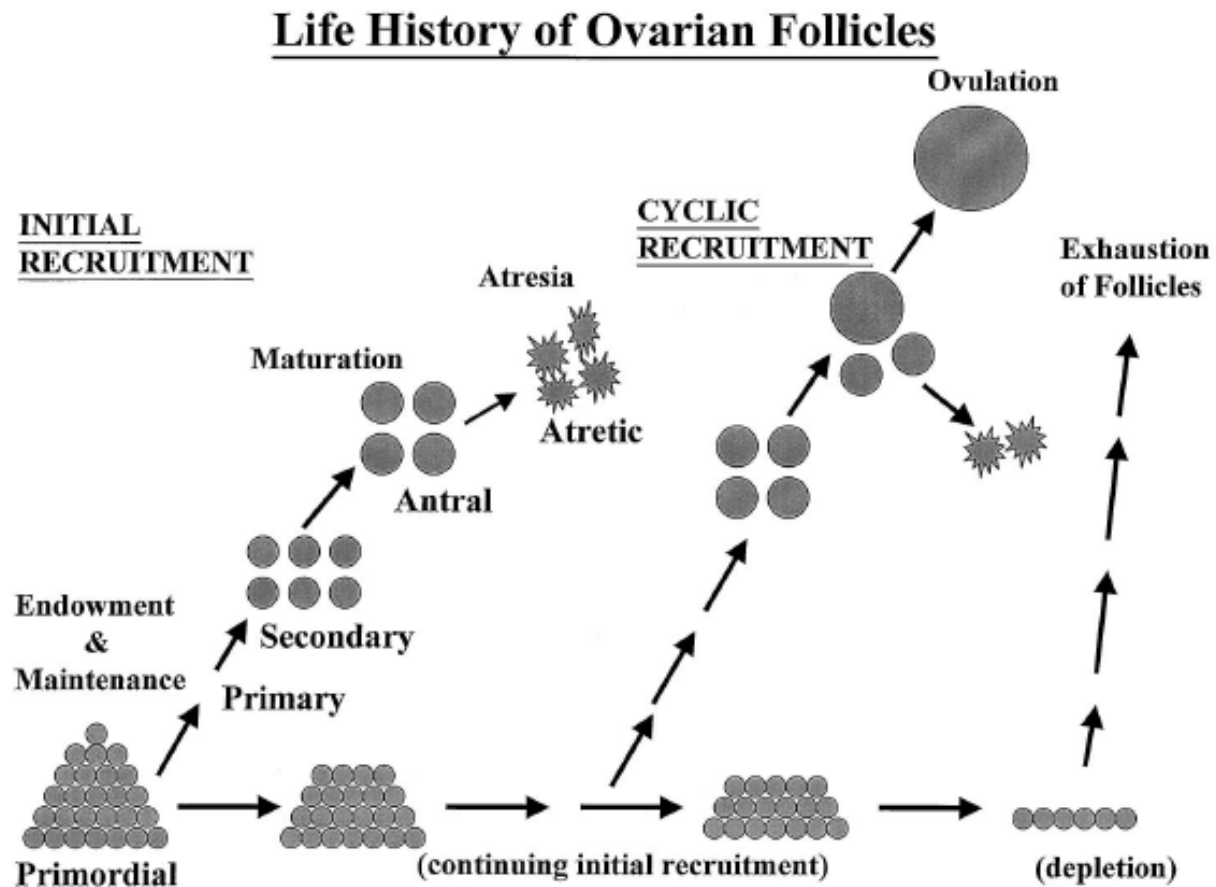 Life History of Ovarian Follicles
Ovulation
INITIAL
RECRUITMENT
CYCLIC
RECRUITMENT
Exhaustion
of Follicles
Atresia
Maturation
Atretic
Antral
Endowment
&
Maintenance
Secondary
Primary
Primordial
(continuing initial recruitment)
(depletion)